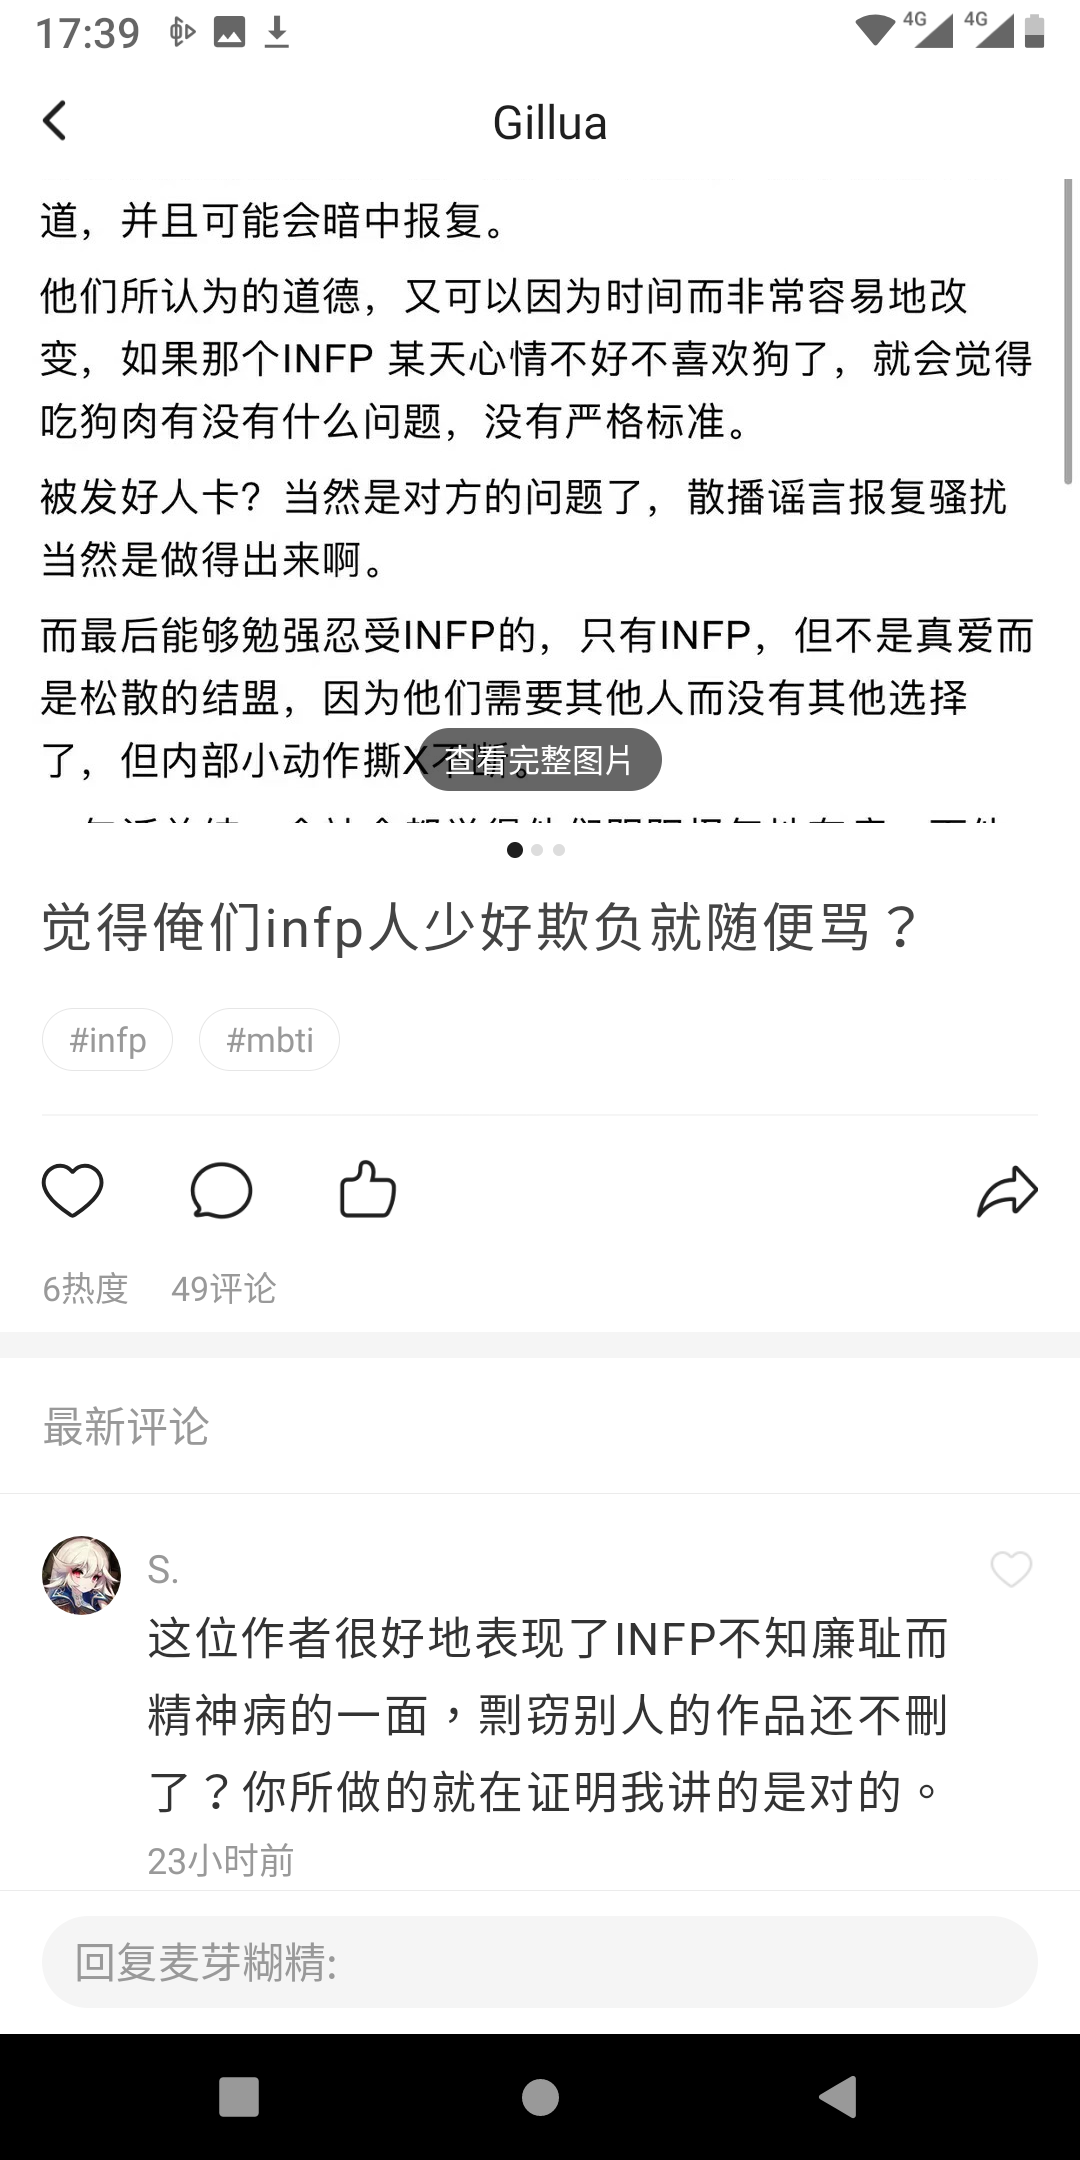 17:39
4G 4G
Gillua
道，并且可能会暗中报复。
他们所认为的道德，又可以因为时间而非常容易地改
变，如果那个INFP 某天心情不好不喜欢狗了，就会觉得
吃狗肉有没有什么问题，没有严格标准。
被发好人卡？当然是对方的问题了，散播谣言报复骚扰
当然是做得出来啊。
而最后能够勉强忍受INFP的，只有INFP，但不是真爱而
是松散的结盟，因为他们需要其他人而没有其他选择
了，但内部小动作撕X不断。
查看完整图片
觉得俺们infp人少好欺负就随便骂？
#infp #mbti
6热度 49评论
最新评论
S.
这位作者很好地表现了INFP不知廉耻而
精神病的一面，剽窃别人的作品还不刪
了？你所做的就在证明我讲的是对的。
23小时前
回复麦芽糊精: